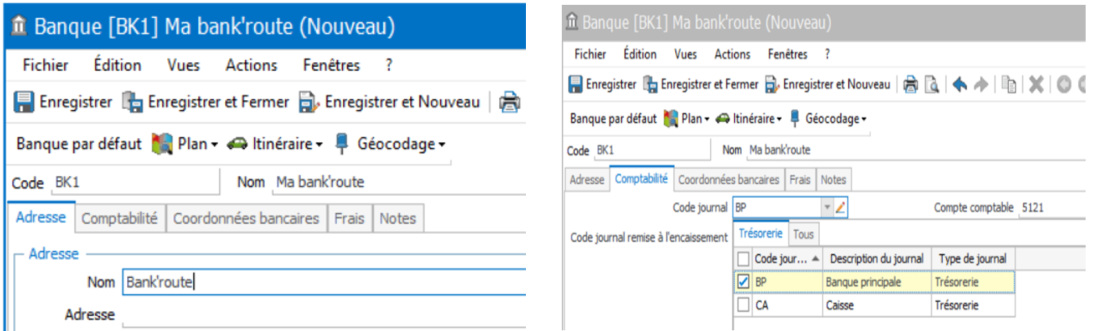 Banque [BK1] Ma bank'route (Nouveau)
Fichier Édition Vues Actions Fenêtres ?
Enregistrer Enregistrer et Fermer Enregistrer et Nouveau
Banque par défaut Plan Itinéraire Géocodage
Code BK1 Nom Ma bank'route
Adresse Comptabilité Coordonnées bancaires Frais Notes
Adresse
Nom Bank'route
Adresse
Banque [BK1] Ma bank'route (Nouveau)
Fichier Édition Vues Actions Fenêtres ?
Enregistrer Enregistrer et Fermer Enregistrer et Nouveau
Banque par défaut Plan Itinéraire Géocodage
Code BK1 Nom Ma bank'route
Adresse Comptabilité Coordonnées bancaires Frais Notes
Code journal BP Compte comptable 5121
Code journal remise à l'encaissement Trésorerie Tous
Code jour... Description du journal Type de journal
BP Banque principale Trésorerie
CA Caisse Trésorerie